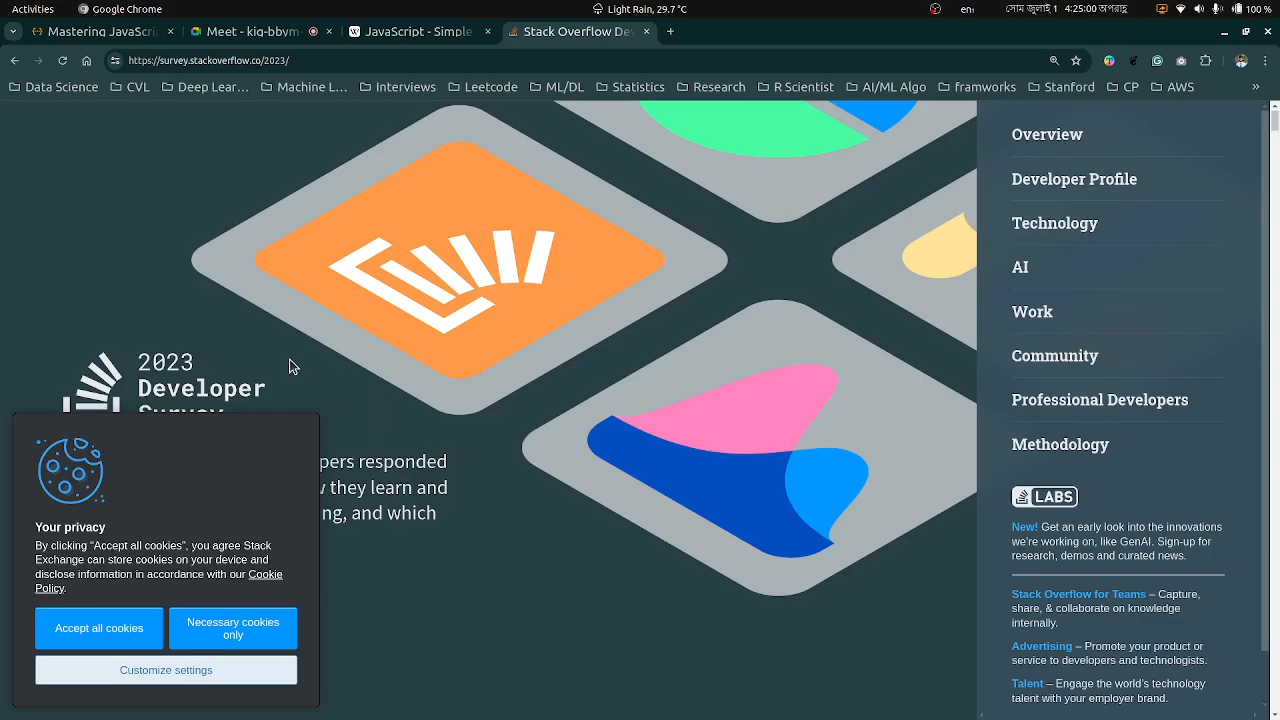 Activities
Google Chrome
Light Rain, 29.7 °C
en₁
সোম জুলাই 1 4:25:00 অপরাহ্ণ
100 %
Mastering JavaScri
Meet - kig-bbym-
JavaScript - Simple
Stack Overflow Dev
https://survey.stackoverflow.co/2023/
Data Science
CVL
Deep Lear…
Machine L…
Interviews
Leetcode
ML/DL
Statistics
Research
R Scientist
AI/ML Algo
framworks
Stanford
CP
AWS
»
2023
Developer
Survey
pers responded
w they learn and
ng, and which
Your privacy
By clicking “Accept all cookies”, you agree Stack
Exchange can store cookies on your device and
disclose information in accordance with our Cookie
Policy.
Accept all cookies
Necessary cookies
only
Customize settings
Overview
Developer Profile
Technology
AI
Work
Community
Professional Developers
Methodology
LABS
New! Get an early look into the innovations
we're working on, like GenAI. Sign-up for
research, demos and curated news.
Stack Overflow for Teams – Capture,
share, & collaborate on knowledge
internally.
Advertising – Promote your product or
service to developers and technologists.
Talent – Engage the world's technology
talent with your employer brand.